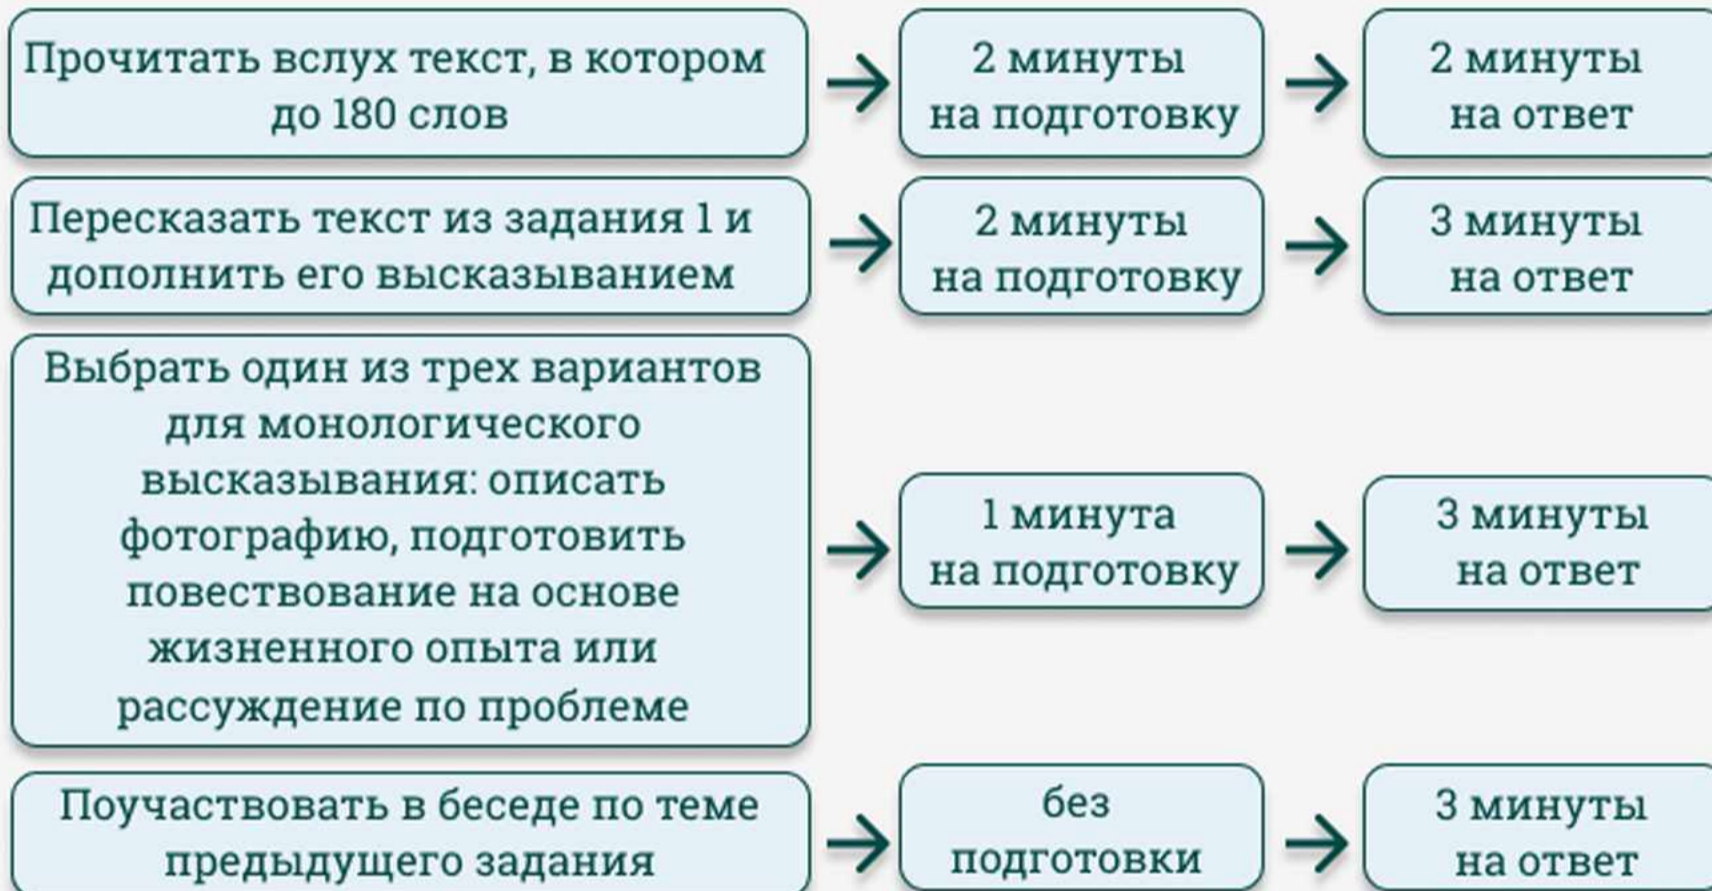 Прочитать вслух текст, в котором
до 180 слов
2 минуты
на подготовку
2 минуты
на ответ
Пересказать текст из задания 1 и
дополнить его высказыванием
2 минуты
на подготовку
3 минуты
на ответ
Выбрать один из трех вариантов
для монологического
высказывания: описать
фотографию, подготовить
повествование на основе
жизненного опыта или
рассуждение по проблеме
1 минута
на подготовку
3 минуты
на ответ
Поучаствовать в беседе по теме
предыдущего задания
без
подготовки
3 минуты
на ответ